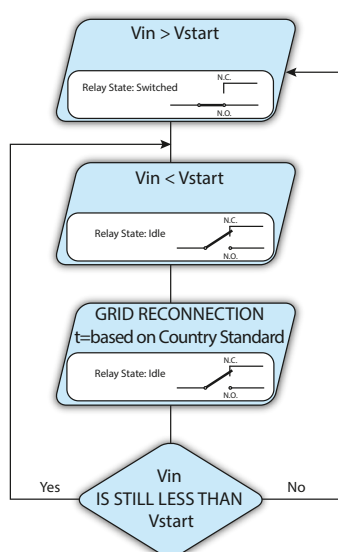 Vin > Vstart
N.C.
Relay State: Switched
N.O.
Vin < Vstart
N.C.
Relay State: Idle
N.O.
GRID RECONNECTION
t=based on Country Standard
N.C.
Relay State: Idle
N.O.
Yes
Vin
IS STILL LESS THAN
Vstart
No